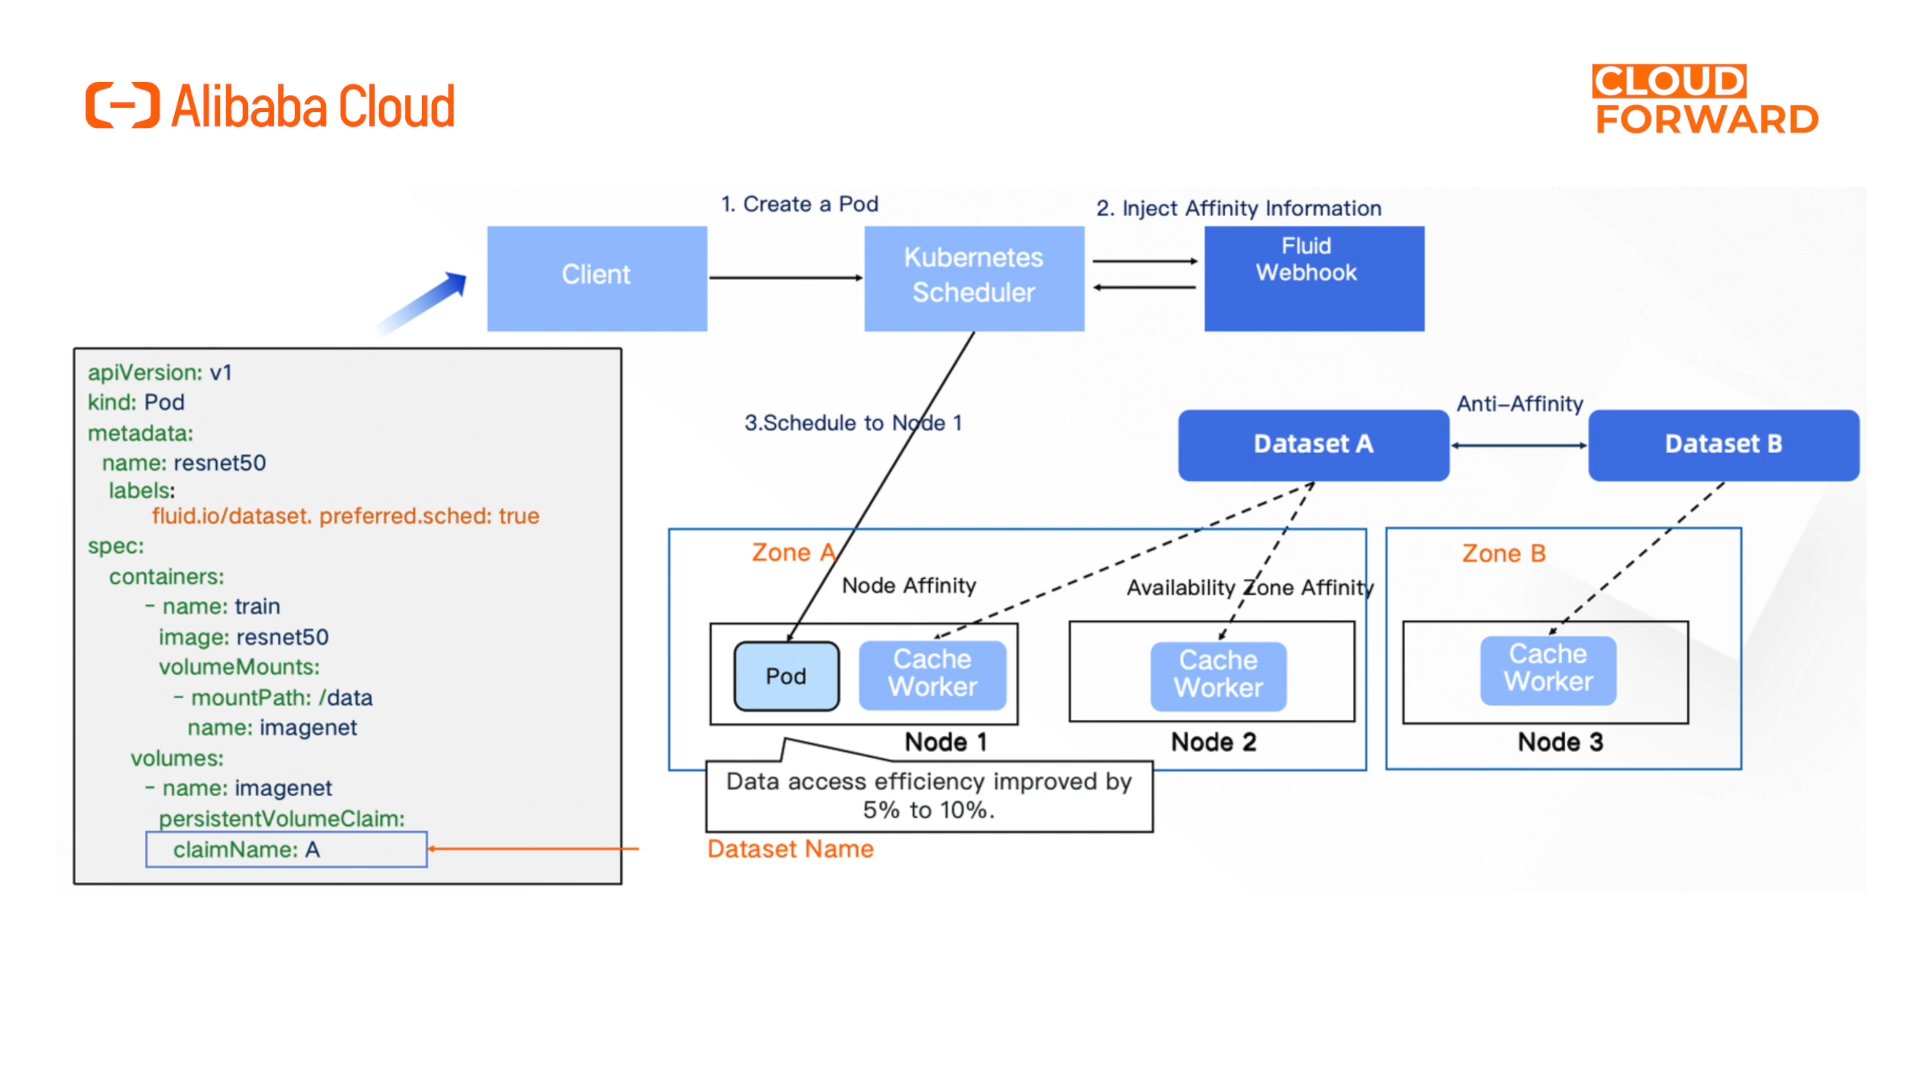 Alibaba Cloud
CLOUD
FORWARD
1. Create a Pod
2. Inject Affinity Information
Client
Kubernetes
Scheduler
Fluid
Webhook
apiVersion: v1
kind: Pod
metadata:
name: resnet50
labels:
fluid.io/dataset. preferred.sched: true
spec:
containers:
- name: train
image: resnet50
volumeMounts:
- mountPath: /data
name: imagenet
volumes:
- name: imagenet
persistentVolumeClaim:
claimName: A
3.Schedule to Node 1
Dataset A
Anti-Affinity
Dataset B
Zone A
Node Affinity
Availability Zone Affinity
Zone B
Pod
Cache
Worker
Cache
Worker
Cache
Worker
Node 1
Node 2
Node 3
Data access efficiency improved by
5% to 10%.
Dataset Name